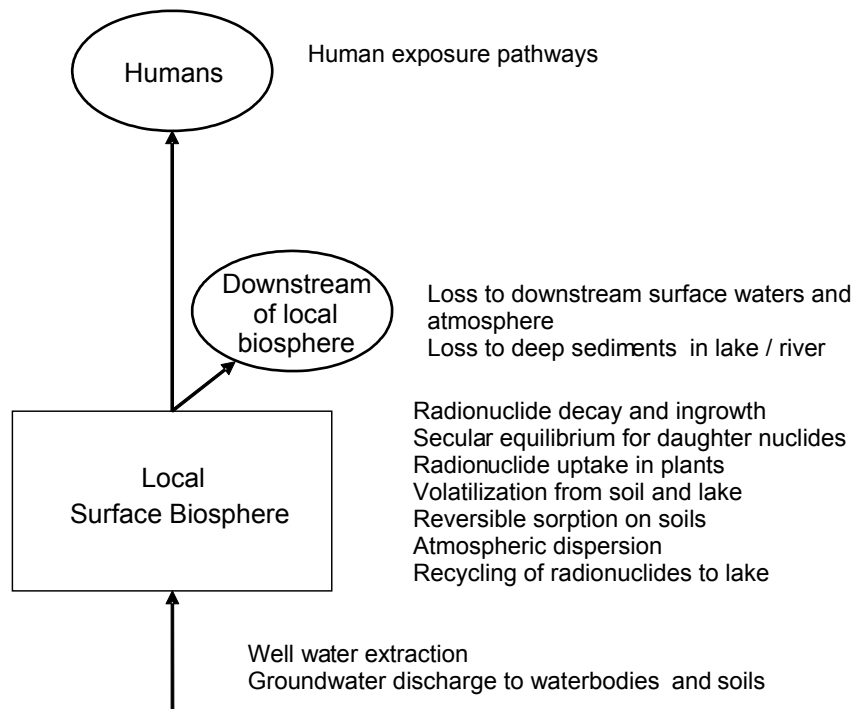 Humans
Human exposure pathways
Downstream
of local
biosphere
Loss to downstream surface waters and
atmosphere
Loss to deep sediments in lake / river
Local
Surface Biosphere
Radionuclide decay and ingrowth
Secular equilibrium for daughter nuclides
Radionuclide uptake in plants
Volatilization from soil and lake
Reversible sorption on soils
Atmospheric dispersion
Recycling of radionuclides to lake
Well water extraction
Groundwater discharge to waterbodies and soils